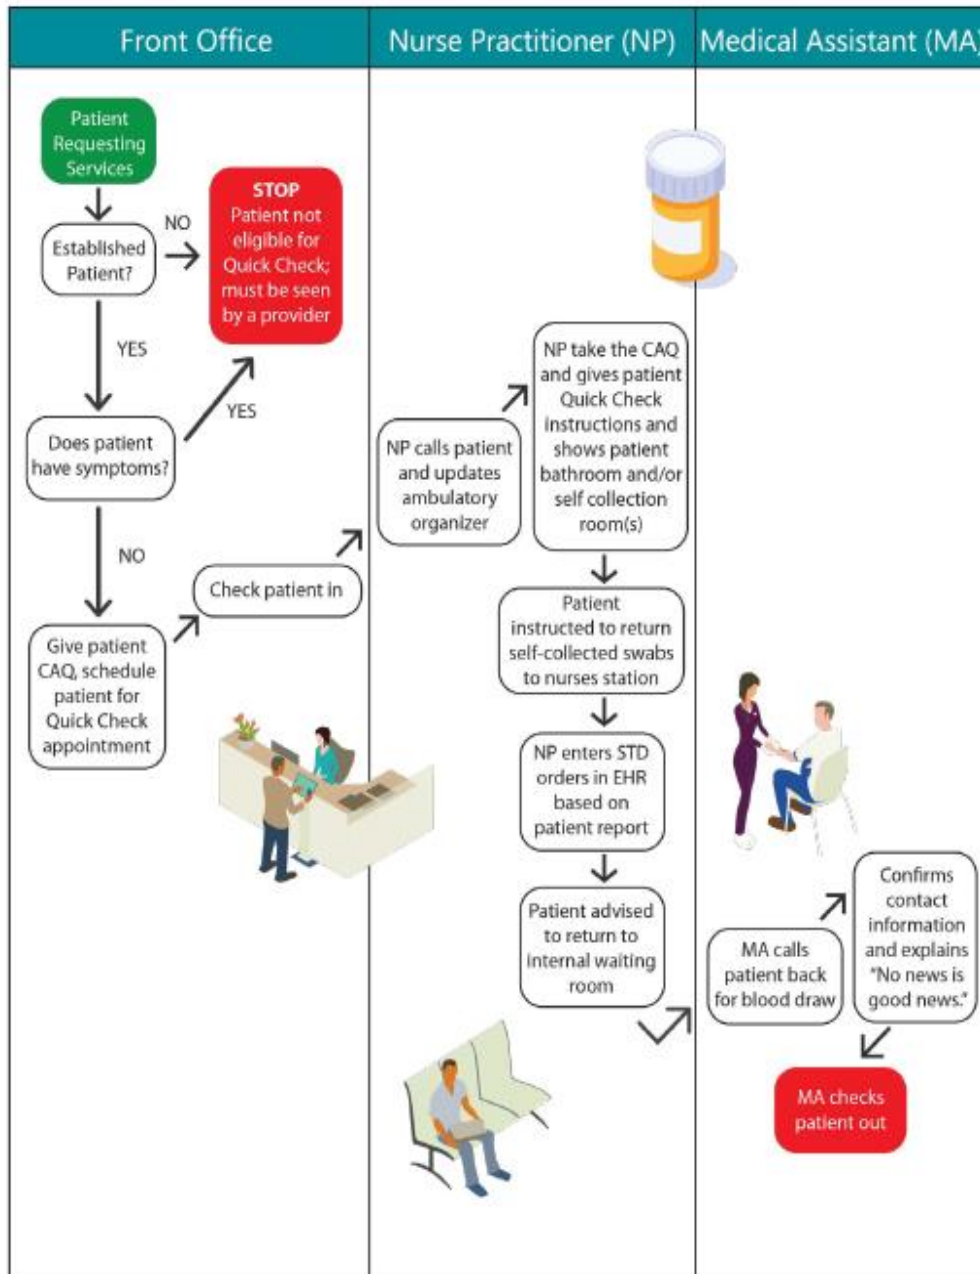 Front Office
Nurse Practitioner (NP)
Medical Assistant (MA)
Patient
Requesting
Services
Established
Patient?
NO
STOP
Patient not
eligible for
Quick Check;
must be seen
by a provider
YES
Does patient
have symptoms?
YES
NO
Give patient
CAQ, schedule
patient for
Quick Check
appointment
Check patient in
NP calls patient
and updates
ambulatory
organizer
NP take the CAQ
and gives patient
Quick Check
instructions and
shows patient
bathroom and/or
self collection
room(s)
Patient
instructed to return
self-collected swabs
to nurses station
NP enters STD
orders in EHR
based on
patient report
Patient advised
to return to
internal waiting
room
MA calls
patient back
for blood draw
Confirms
contact
information
and explains
"No news is
good news."
MA checks
patient out